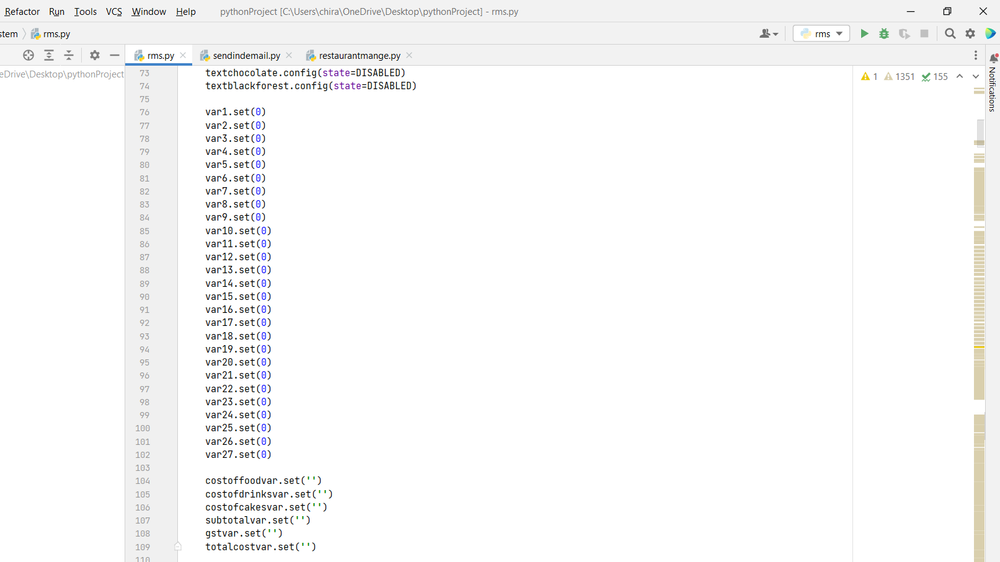 Refactor Run Tools VCS Window Help pythonProject [C:\Users\chira\OneDrive\Desktop\pythonProject] - rms.py
stem rms.py rms
rms.py sendindemail.py restaurantmange.py
eDrive\Desktop\pythonProject
1 1351 155
Notifications
73 textchocolate.config(state=DISABLED)
74 textblackforest.config(state=DISABLED)
75
76 var1.set(0)
77 var2.set(0)
78 var3.set(0)
79 var4.set(0)
80 var5.set(0)
81 var6.set(0)
82 var7.set(0)
83 var8.set(0)
84 var9.set(0)
85 var10.set(0)
86 var11.set(0)
87 var12.set(0)
88 var13.set(0)
89 var14.set(0)
90 var15.set(0)
91 var16.set(0)
92 var17.set(0)
93 var18.set(0)
94 var19.set(0)
95 var20.set(0)
96 var21.set(0)
97 var22.set(0)
98 var23.set(0)
99 var24.set(0)
100 var25.set(0)
101 var26.set(0)
102 var27.set(0)
103
104 costoffoodvar.set('')
105 costofdrinksvar.set('')
106 costofcakesvar.set('')
107 subtotalvar.set('')
108 gstvar.set('')
109 totalcostvar.set('')
110